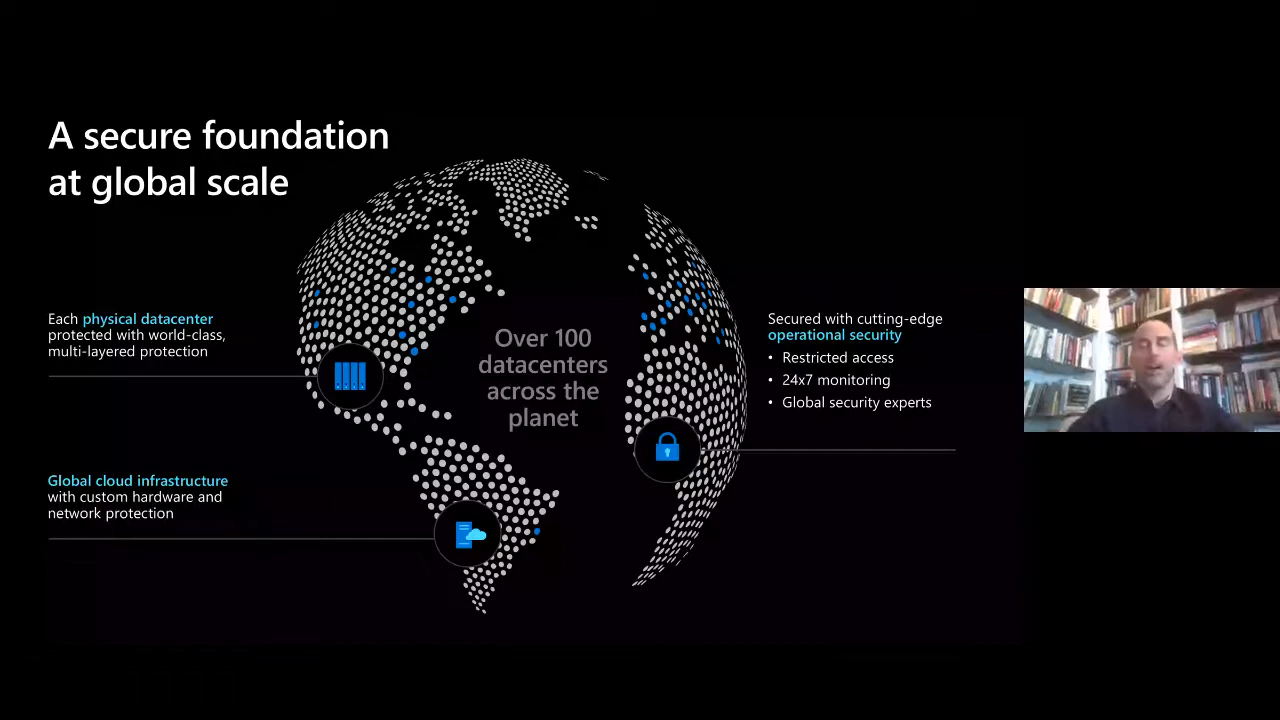 A secure foundation
at global scale
Each physical datacenter
protected with world-class,
multi-layered protection
Global cloud infrastructure
with custom hardware and
network protection
Over 100
datacenters
across the
planet
Secured with cutting-edge
operational security
• Restricted access
• 24x7 monitoring
• Global security experts